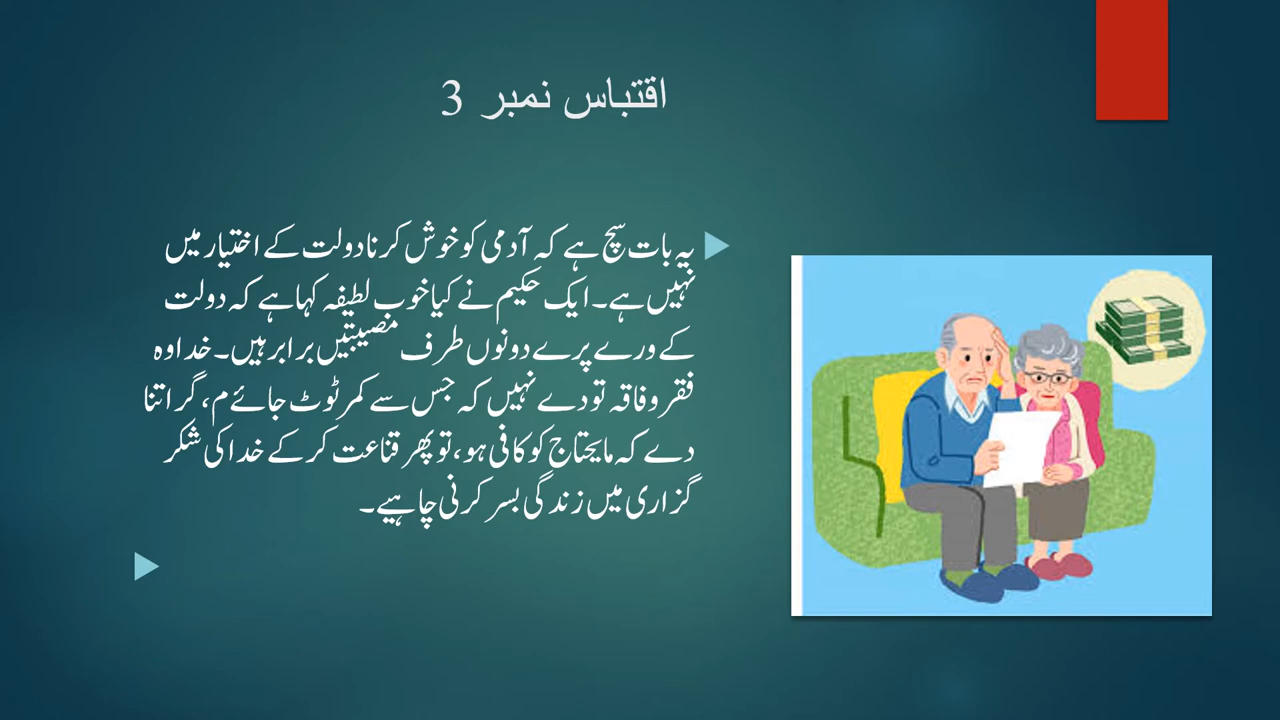 اقتباس نمبر 3
یہ بات سچ ہے کہ آدمی کو خوش کرنا دولت کے اختیار میں
نہیں ہے۔ ایک حکیم نے کیا خوب لطیفہ کہا ہے کہ دولت
کے ورے پرے دونوں طرف مصیبتیں برابر ہیں۔ خدا وہ
فقر و فاقہ تو دے نہیں کہ جس سے کمر ٹوٹ جائے م، گر اتنا
دے کہ مایحتاج کو کافی ہو، تو پھر قناعت کر کے خدا کی شکر
گزاری میں زندگی بسر کرنی چاہیے۔